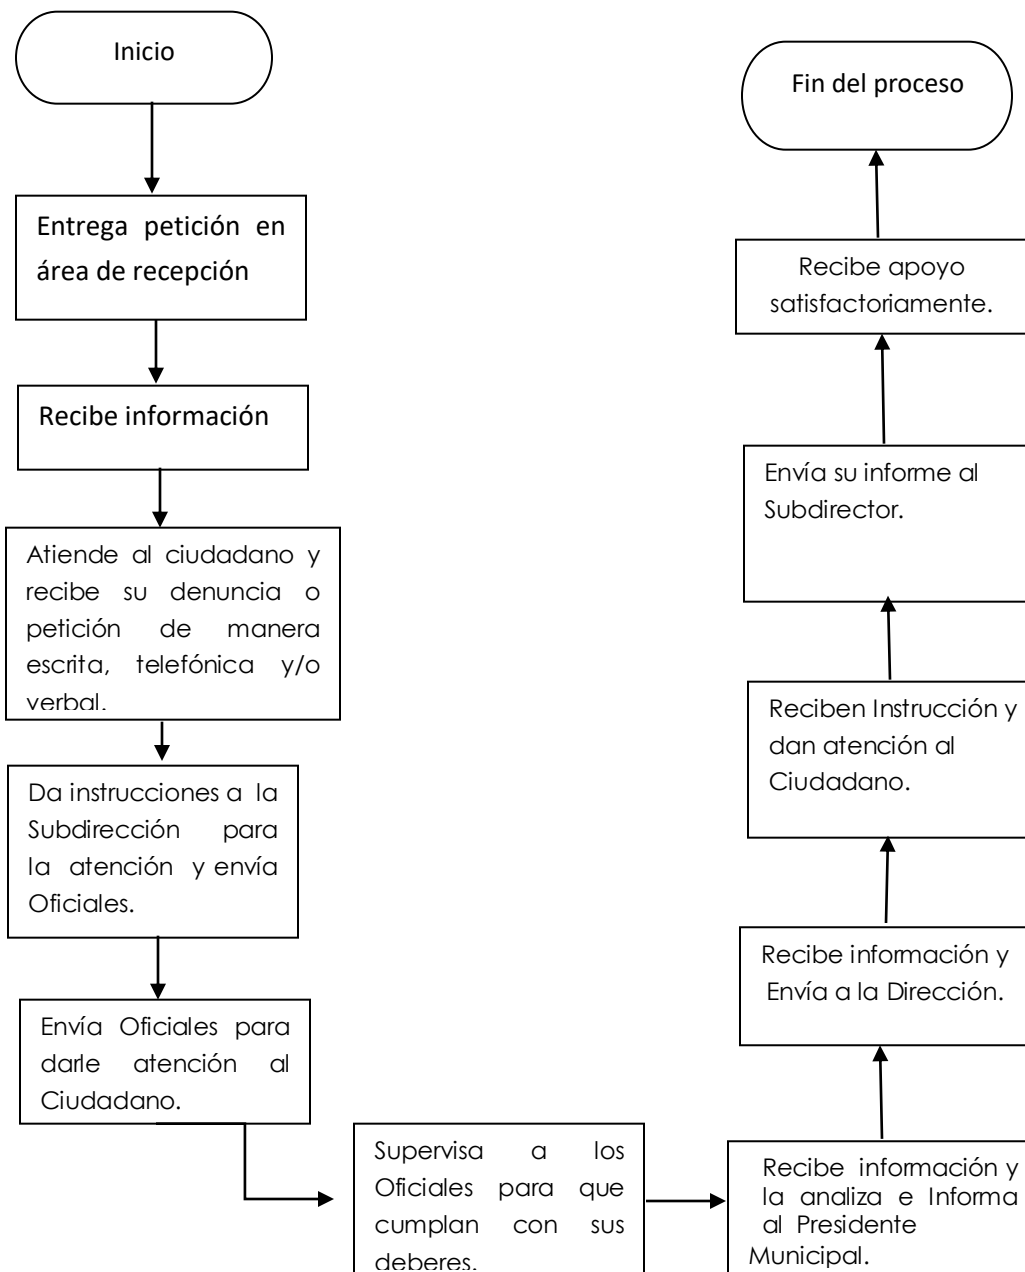 Inicio
Entrega petición en
área de recepción
Recibe información
Atiende al ciudadano y
recibe su denuncia o
petición de manera
escrita, telefónica y/o
verbal.
Da instrucciones a la
Subdirección para
la atención y envía
Oficiales.
Envía Oficiales para
darle atención al
Ciudadano.
Supervisa a los
Oficiales para que
cumplan con sus
deberes.
Recibe información y
la analiza e Informa
al Presidente
Municipal.
Recibe información y
Envía a la Dirección.
Reciben Instrucción y
dan atención al
Ciudadano.
Envía su informe al
Subdirector.
Recibe apoyo
satisfactoriamente.
Fin del proceso